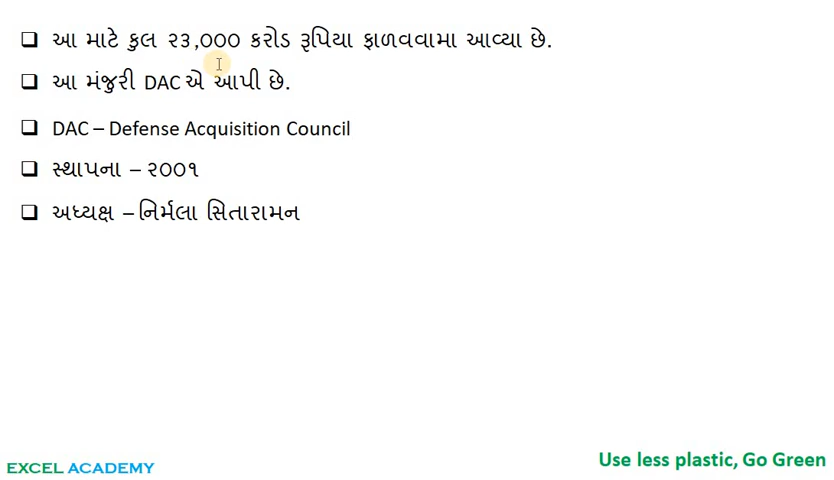 આ માટે કુલ ૨૩,૦૦૦ કરોડ રૂપિયા ફાળવવામા આવ્યા છે.
આ મંજુરી DAC એ આપી છે.
DAC – Defense Acquisition Council
સ્થાપના – ૨૦૦૧
અધ્યક્ષ – નિર્મલા સિતારામન
Use less plastic, Go Green
EXCEL ACADEMY